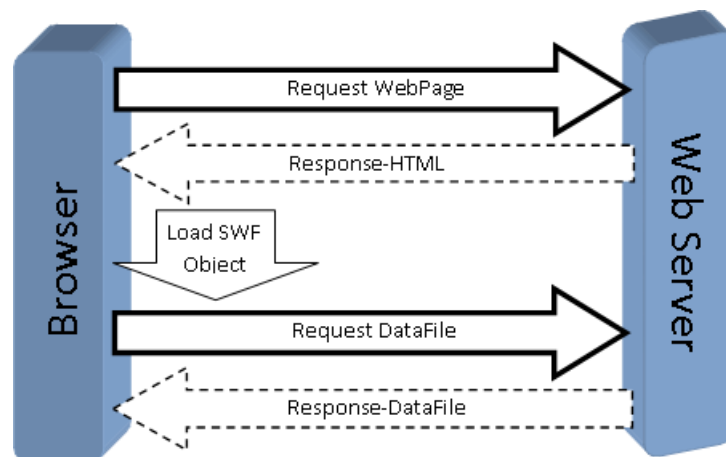 Request WebPage
Response-HTML
Load SWF
Object
Request DataFile
Response-DataFile
Browser
Web Server